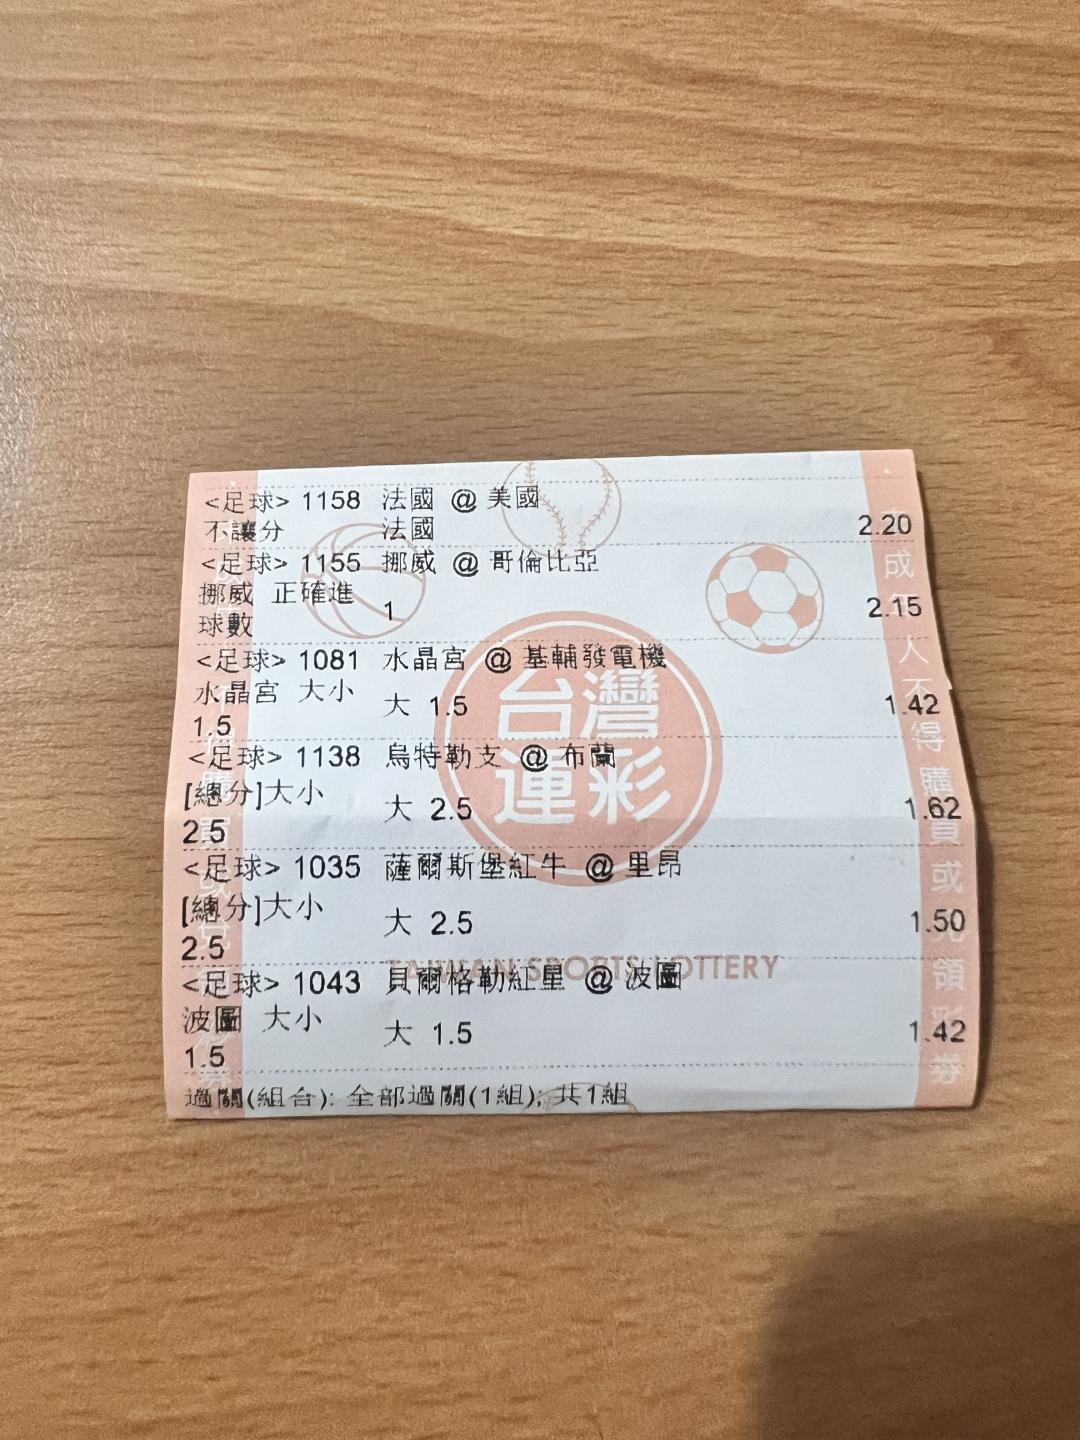 <足球> 1158 法國 @ 美國
不讓分 法國 2.20
<足球> 1155 挪威 @ 哥倫比亞
挪威 正確進
球數 1 2.15
<足球> 1081 水晶宮 @ 基輔發電機
水晶宮 大小 大 1.5 1.42
1.5
<足球> 1138 烏特勒支 @ 布蘭
[總分]大小 大 2.5 1.62
2.5
<足球> 1035 薩爾斯堡紅牛 @ 里昂
[總分]大小 大 2.5 1.50
2.5
<足球> 1043 貝爾格勒紅星 @ 波圖
波圖 大小 大 1.5 1.42
1.5
過關(組合): 全部過關(1組); 共1組
台灣
運彩
TAIWAN SPORTS LOTTERY
成年人不得購買或兌領彩券